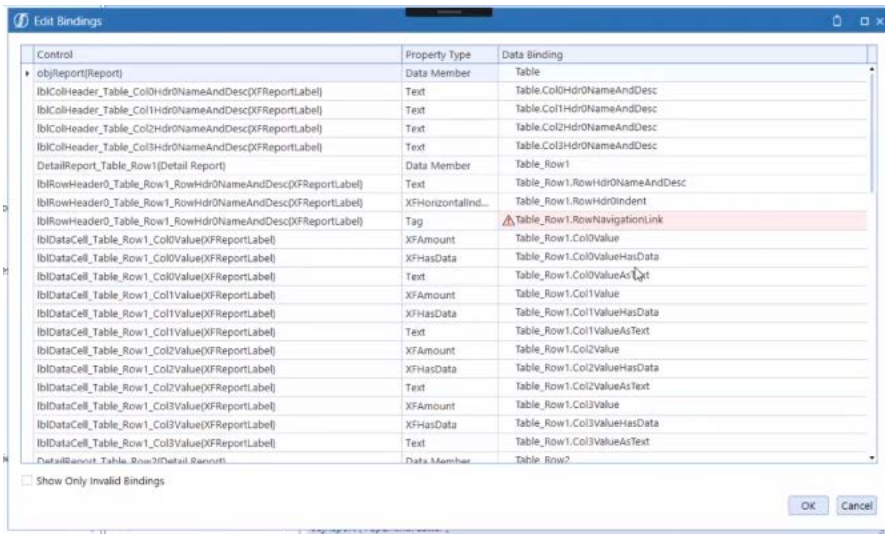 Edit Bindings
Control Property Type Data Binding
objReport(Report) Data Member Table
lblColHeader_Table_Col0Hdr0NameAndDesc(XFReportLabel) Text Table.Col0Hdr0NameAndDesc
lblColHeader_Table_Col1Hdr0NameAndDesc(XFReportLabel) Text Table.Col1Hdr0NameAndDesc
lblColHeader_Table_Col2Hdr0NameAndDesc(XFReportLabel) Text Table.Col2Hdr0NameAndDesc
lblColHeader_Table_Col3Hdr0NameAndDesc(XFReportLabel) Text Table.Col3Hdr0NameAndDesc
DetailReport_Table_Row1(Detail Report) Data Member Table_Row1
lblRowHeader0_Table_Row1_RowHdr0NameAndDesc(XFReportLabel) Text Table_Row1.RowHdr0NameAndDesc
lblRowHeader0_Table_Row1_RowHdr0NameAndDesc(XFReportLabel) XFHorizontalInd... Table_Row1.RowHdr0Indent
lblRowHeader0_Table_Row1_RowHdr0NameAndDesc(XFReportLabel) Tag Table_Row1.RowNavigationLink
lblDataCell_Table_Row1_Col0Value(XFReportLabel) XFAmount Table_Row1.Col0Value
lblDataCell_Table_Row1_Col0Value(XFReportLabel) XFHasData Table_Row1.Col0ValueHasData
lblDataCell_Table_Row1_Col0Value(XFReportLabel) Text Table_Row1.Col0ValueAsText
lblDataCell_Table_Row1_Col1Value(XFReportLabel) XFAmount Table_Row1.Col1Value
lblDataCell_Table_Row1_Col1Value(XFReportLabel) XFHasData Table_Row1.Col1ValueHasData
lblDataCell_Table_Row1_Col1Value(XFReportLabel) Text Table_Row1.Col1ValueAsText
lblDataCell_Table_Row1_Col2Value(XFReportLabel) XFAmount Table_Row1.Col2Value
lblDataCell_Table_Row1_Col2Value(XFReportLabel) XFHasData Table_Row1.Col2ValueHasData
lblDataCell_Table_Row1_Col2Value(XFReportLabel) Text Table_Row1.Col2ValueAsText
lblDataCell_Table_Row1_Col3Value(XFReportLabel) XFAmount Table_Row1.Col3Value
lblDataCell_Table_Row1_Col3Value(XFReportLabel) XFHasData Table_Row1.Col3ValueHasData
lblDataCell_Table_Row1_Col3Value(XFReportLabel) Text Table_Row1.Col3ValueAsText
DetailReport_Table_Row2(Detail Report) Data Member Table_Row2
Show Only Invalid Bindings
OK Cancel